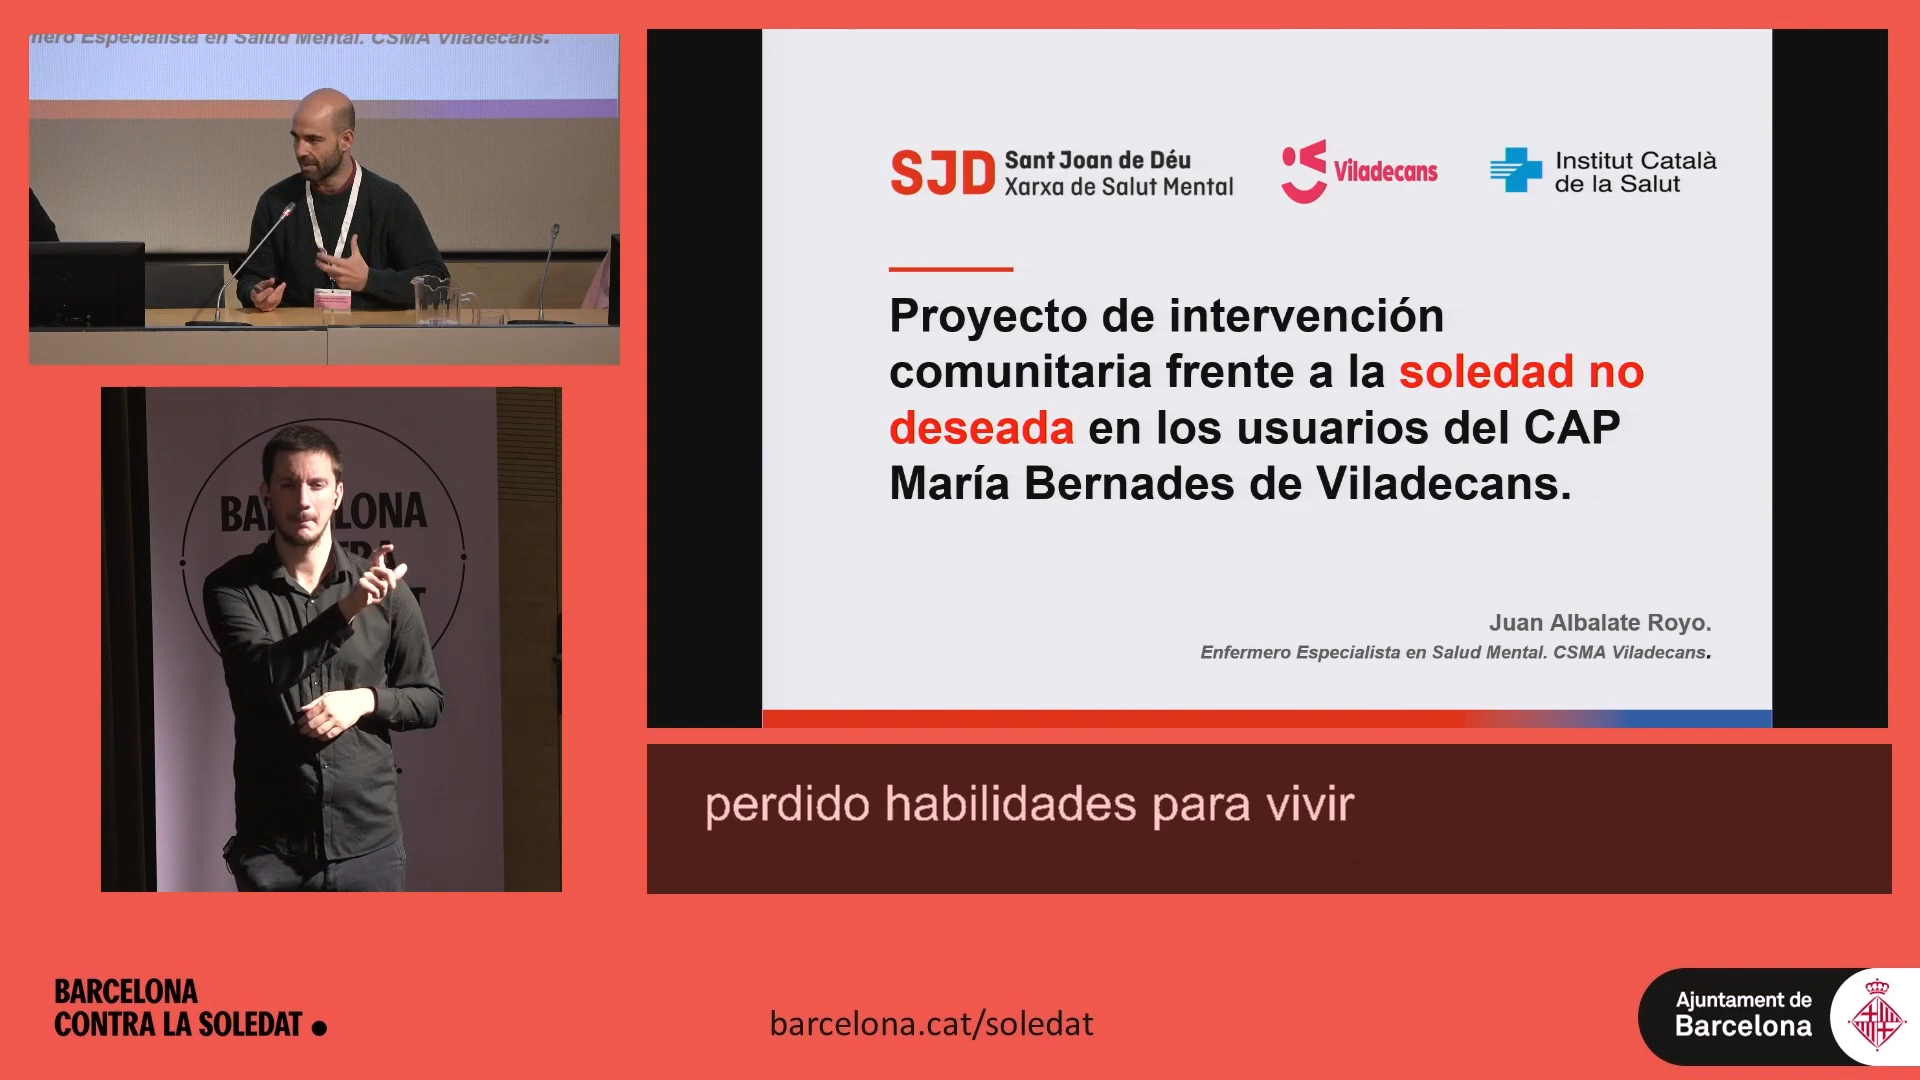 Especialista en Salud Mental. CSMA Viladecans.
SJD Sant Joan de Déu
Xarxa de Salut Mental
Viladecans
Institut Català
de la Salut
Proyecto de intervención
comunitaria frente a la soledad no
deseada en los usuarios del CAP
María Bernades de Viladecans.
Juan Albalate Royo.
Enfermero Especialista en Salud Mental. CSMA Viladecans.
perdido habilidades para vivir
BARCELONA
CONTRA LA SOLEDAT
barcelona.cat/soledat
Ajuntament de
Barcelona